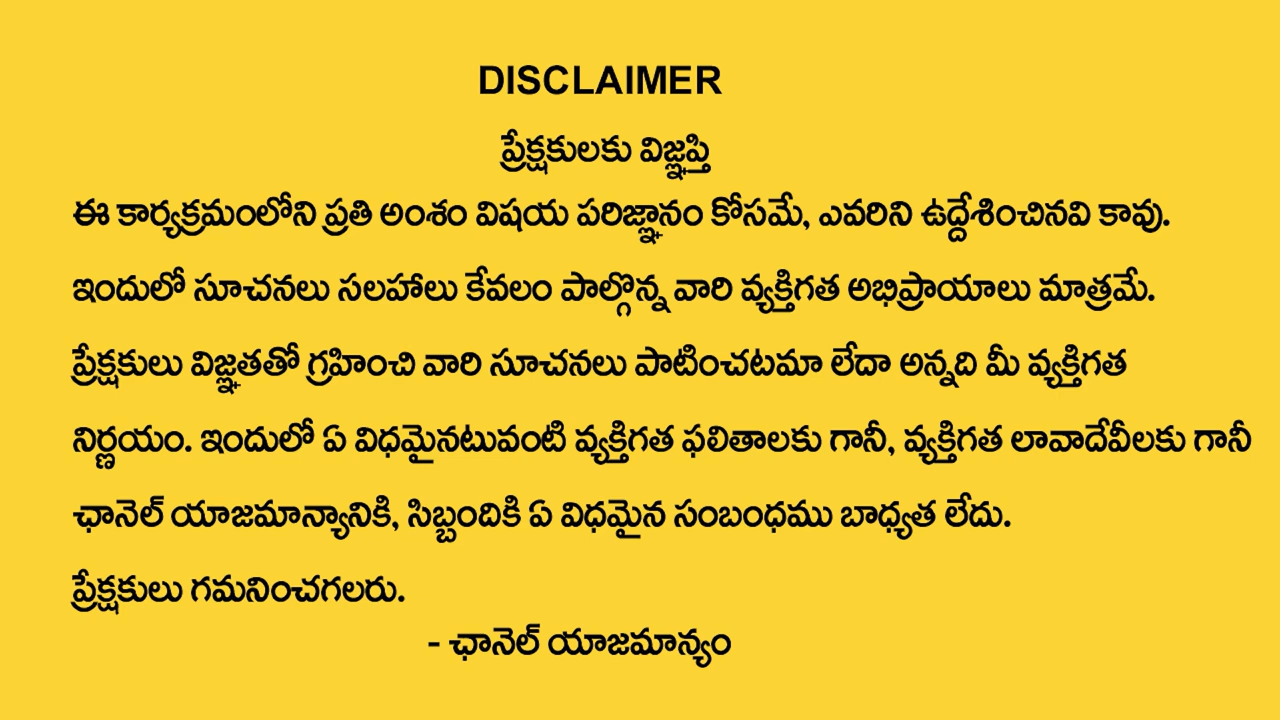 DISCLAIMER
ప్రేక్షకులకు విజ్ఞప్తి
ఈ కార్యక్రమంలోని ప్రతి అంశం విషయ పరిజ్ఞానం కోసమే, ఎవరిని ఉద్దేశించినవి కావు.
ఇందులో సూచనలు సలహాలు కేవలం పాల్గొన్న వారి వ్యక్తిగత అభిప్రాయాలు మాత్రమే.
ప్రేక్షకులు విజ్ఞతతో గ్రహించి వారి సూచనలు పాటించటమా లేదా అన్నది మీ వ్యక్తిగత
నిర్ణయం. ఇందులో ఏ విధమైనటువంటి వ్యక్తిగత ఫలితాలకు గానీ, వ్యక్తిగత లావాదేవీలకు గానీ
ఛానెల్ యాజమాన్యానికి, సిబ్బందికి ఏ విధమైన సంబంధము బాధ్యత లేదు.
ప్రేక్షకులు గమనించగలరు.
- ఛానెల్ యాజమాన్యం